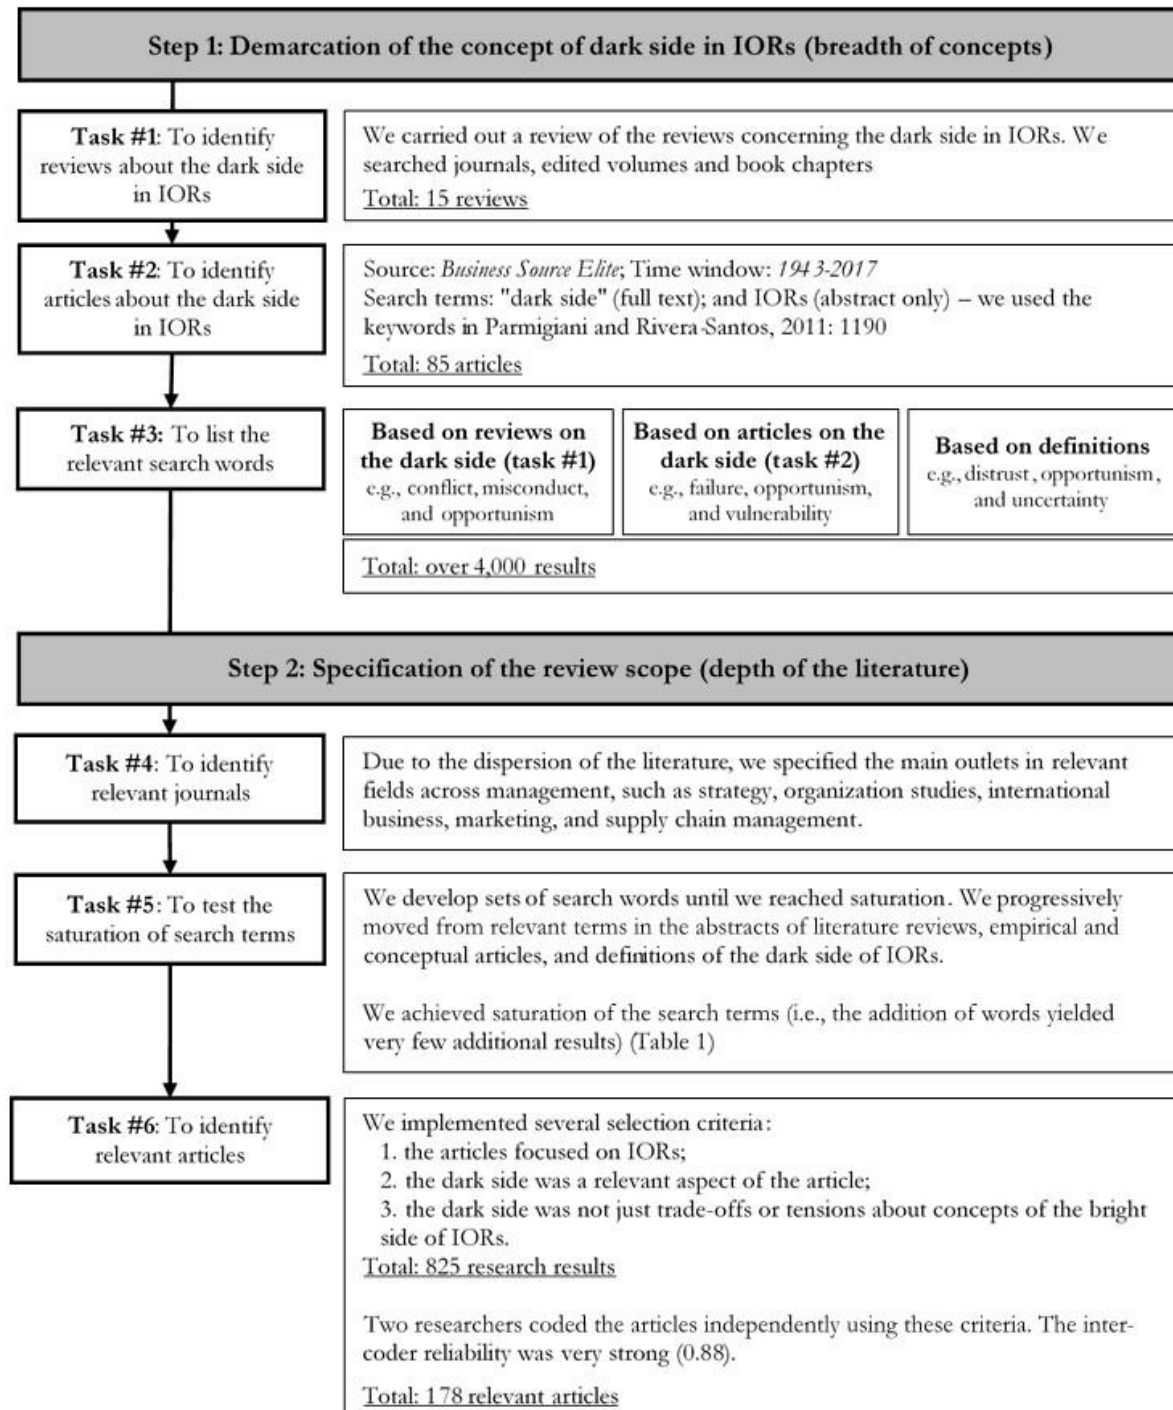 Step 1: Demarcation of the concept of dark side in IORs (breadth of concepts)
Task #1: To identify
reviews about the dark side
in IORs
We carried out a review of the reviews concerning the dark side in IORs. We
searched journals, edited volumes and book chapters
Total: 15 reviews
Task #2: To identify
articles about the dark side
in IORs
Source: Business Source Elite; Time window: 1943-2017
Search terms: "dark side" (full text); and IORs (abstract only) – we used the
keywords in Parmigiani and Rivera-Santos, 2011: 1190
Total: 85 articles
Task #3: To list the
relevant search words
Based on reviews on
the dark side (task #1)
e.g., conflict, misconduct,
and opportunism
Based on articles on the
dark side (task #2)
e.g., failure, opportunism,
and vulnerability
Based on definitions
e.g., distrust, opportunism,
and uncertainty
Total: over 4,000 results
Step 2: Specification of the review scope (depth of the literature)
Task #4: To identify
relevant journals
Due to the dispersion of the literature, we specified the main outlets in relevant
fields across management, such as strategy, organization studies, international
business, marketing, and supply chain management.
Task #5: To test the
saturation of search terms
We develop sets of search words until we reached saturation. We progressively
moved from relevant terms in the abstracts of literature reviews, empirical and
conceptual articles, and definitions of the dark side of IORs.
We achieved saturation of the search terms (i.e., the addition of words yielded
very few additional results) (Table 1)
Task #6: To identify
relevant articles
We implemented several selection criteria:
1. the articles focused on IORs;
2. the dark side was a relevant aspect of the article;
3. the dark side was not just trade-offs or tensions about concepts of the bright
side of IORs.
Total: 825 research results
Two researchers coded the articles independently using these criteria. The inter-
coder reliability was very strong (0.88).
Total: 178 relevant articles